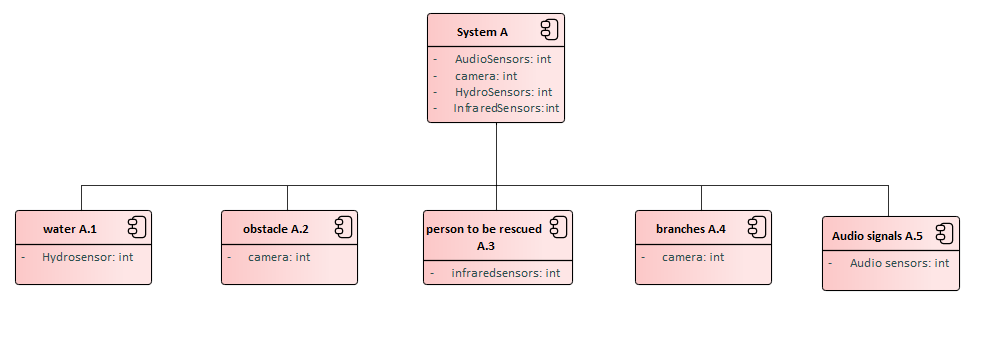 System A
- AudioSensors: int
- camera: int
- HydroSensors: int
- InfraredSensors:int
water A.1
- Hydrosensor: int
obstacle A.2
- camera: int
person to be rescued
A.3
- infraredsensors: int
branches A.4
- camera: int
Audio signals A.5
- Audio sensors: int